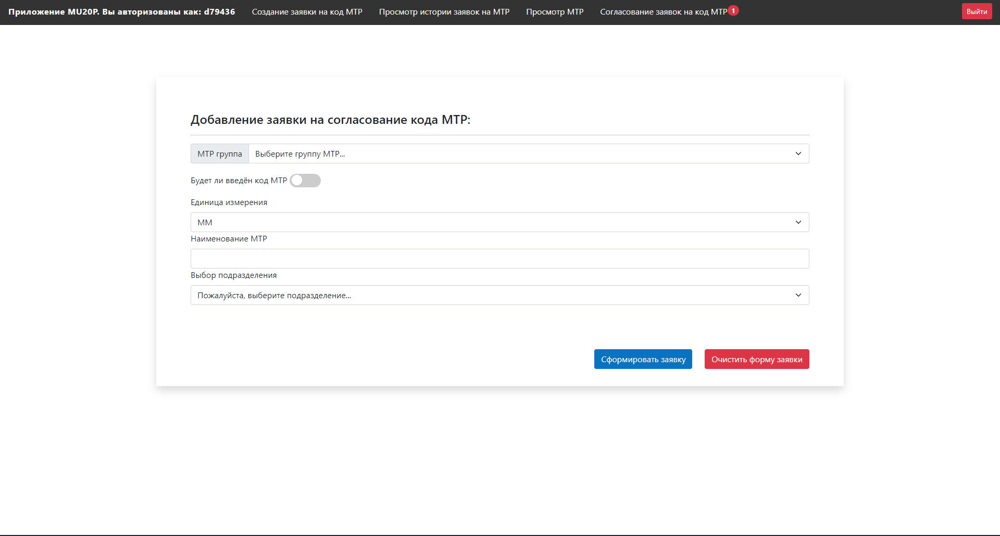 Приложение MU20P. Вы авторизованы как: d79436 Создание заявки на код МТР Просмотр истории заявок на МТР Просмотр МТР Согласование заявок на код МТР 1 Выйти
Добавление заявки на согласование кода МТР:
МТР группа Выберите группу МТР...
Будет ли введён код МТР
Единица измерения
ММ
Наименование МТР
Выбор подразделения
Пожалуйста, выберите подразделение...
Сформировать заявку Очистить форму заявки